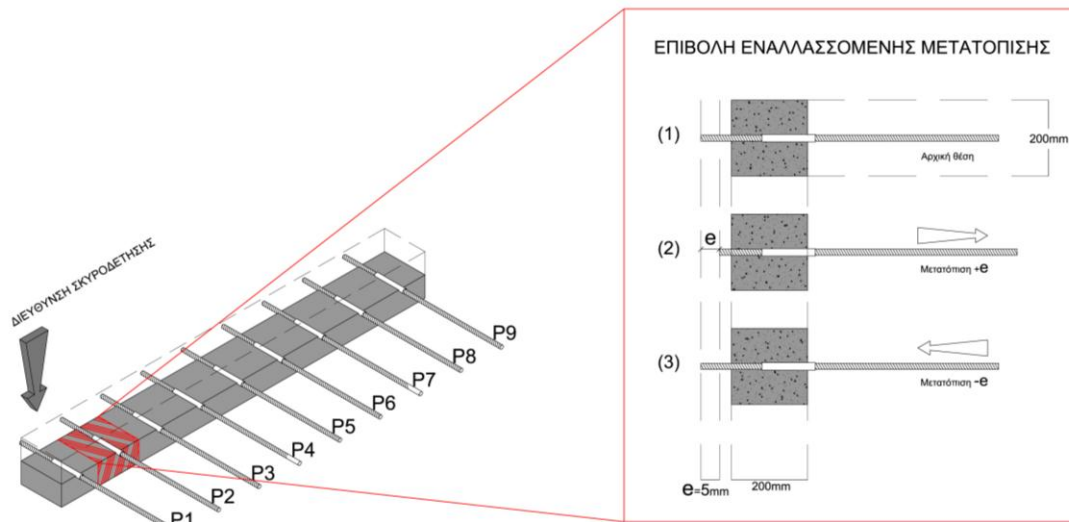 ΕΠΙΒΟΛΗ ΕΝΑΛΛΑΣΣΟΜΕΝΗΣ ΜΕΤΑΤΟΠΙΣΗΣ
(1)
200mm
Αρχική θέση
(2)
e
Μετατόπιση +e
(3)
Μετατόπιση -e
e=5mm
200mm
ΔΙΕΥΘΥΝΣΗ ΣΚΥΡΟΔΕΤΗΣΗΣ
P9
P8
P7
P6
P5
P4
P3
P2
P1